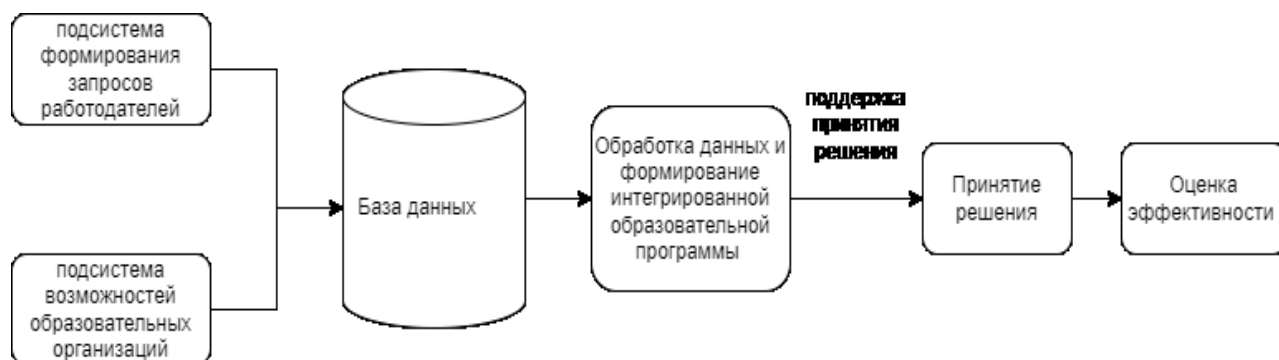 подсистема
формирования
запросов
работодателей
подсистема
возможностей
образовательных
организаций
База данных
Обработка данных и
формирование
интегрированной
образовательной
программы
поддержка
принятия
решения
Принятие
решения
Оценка
эффективности